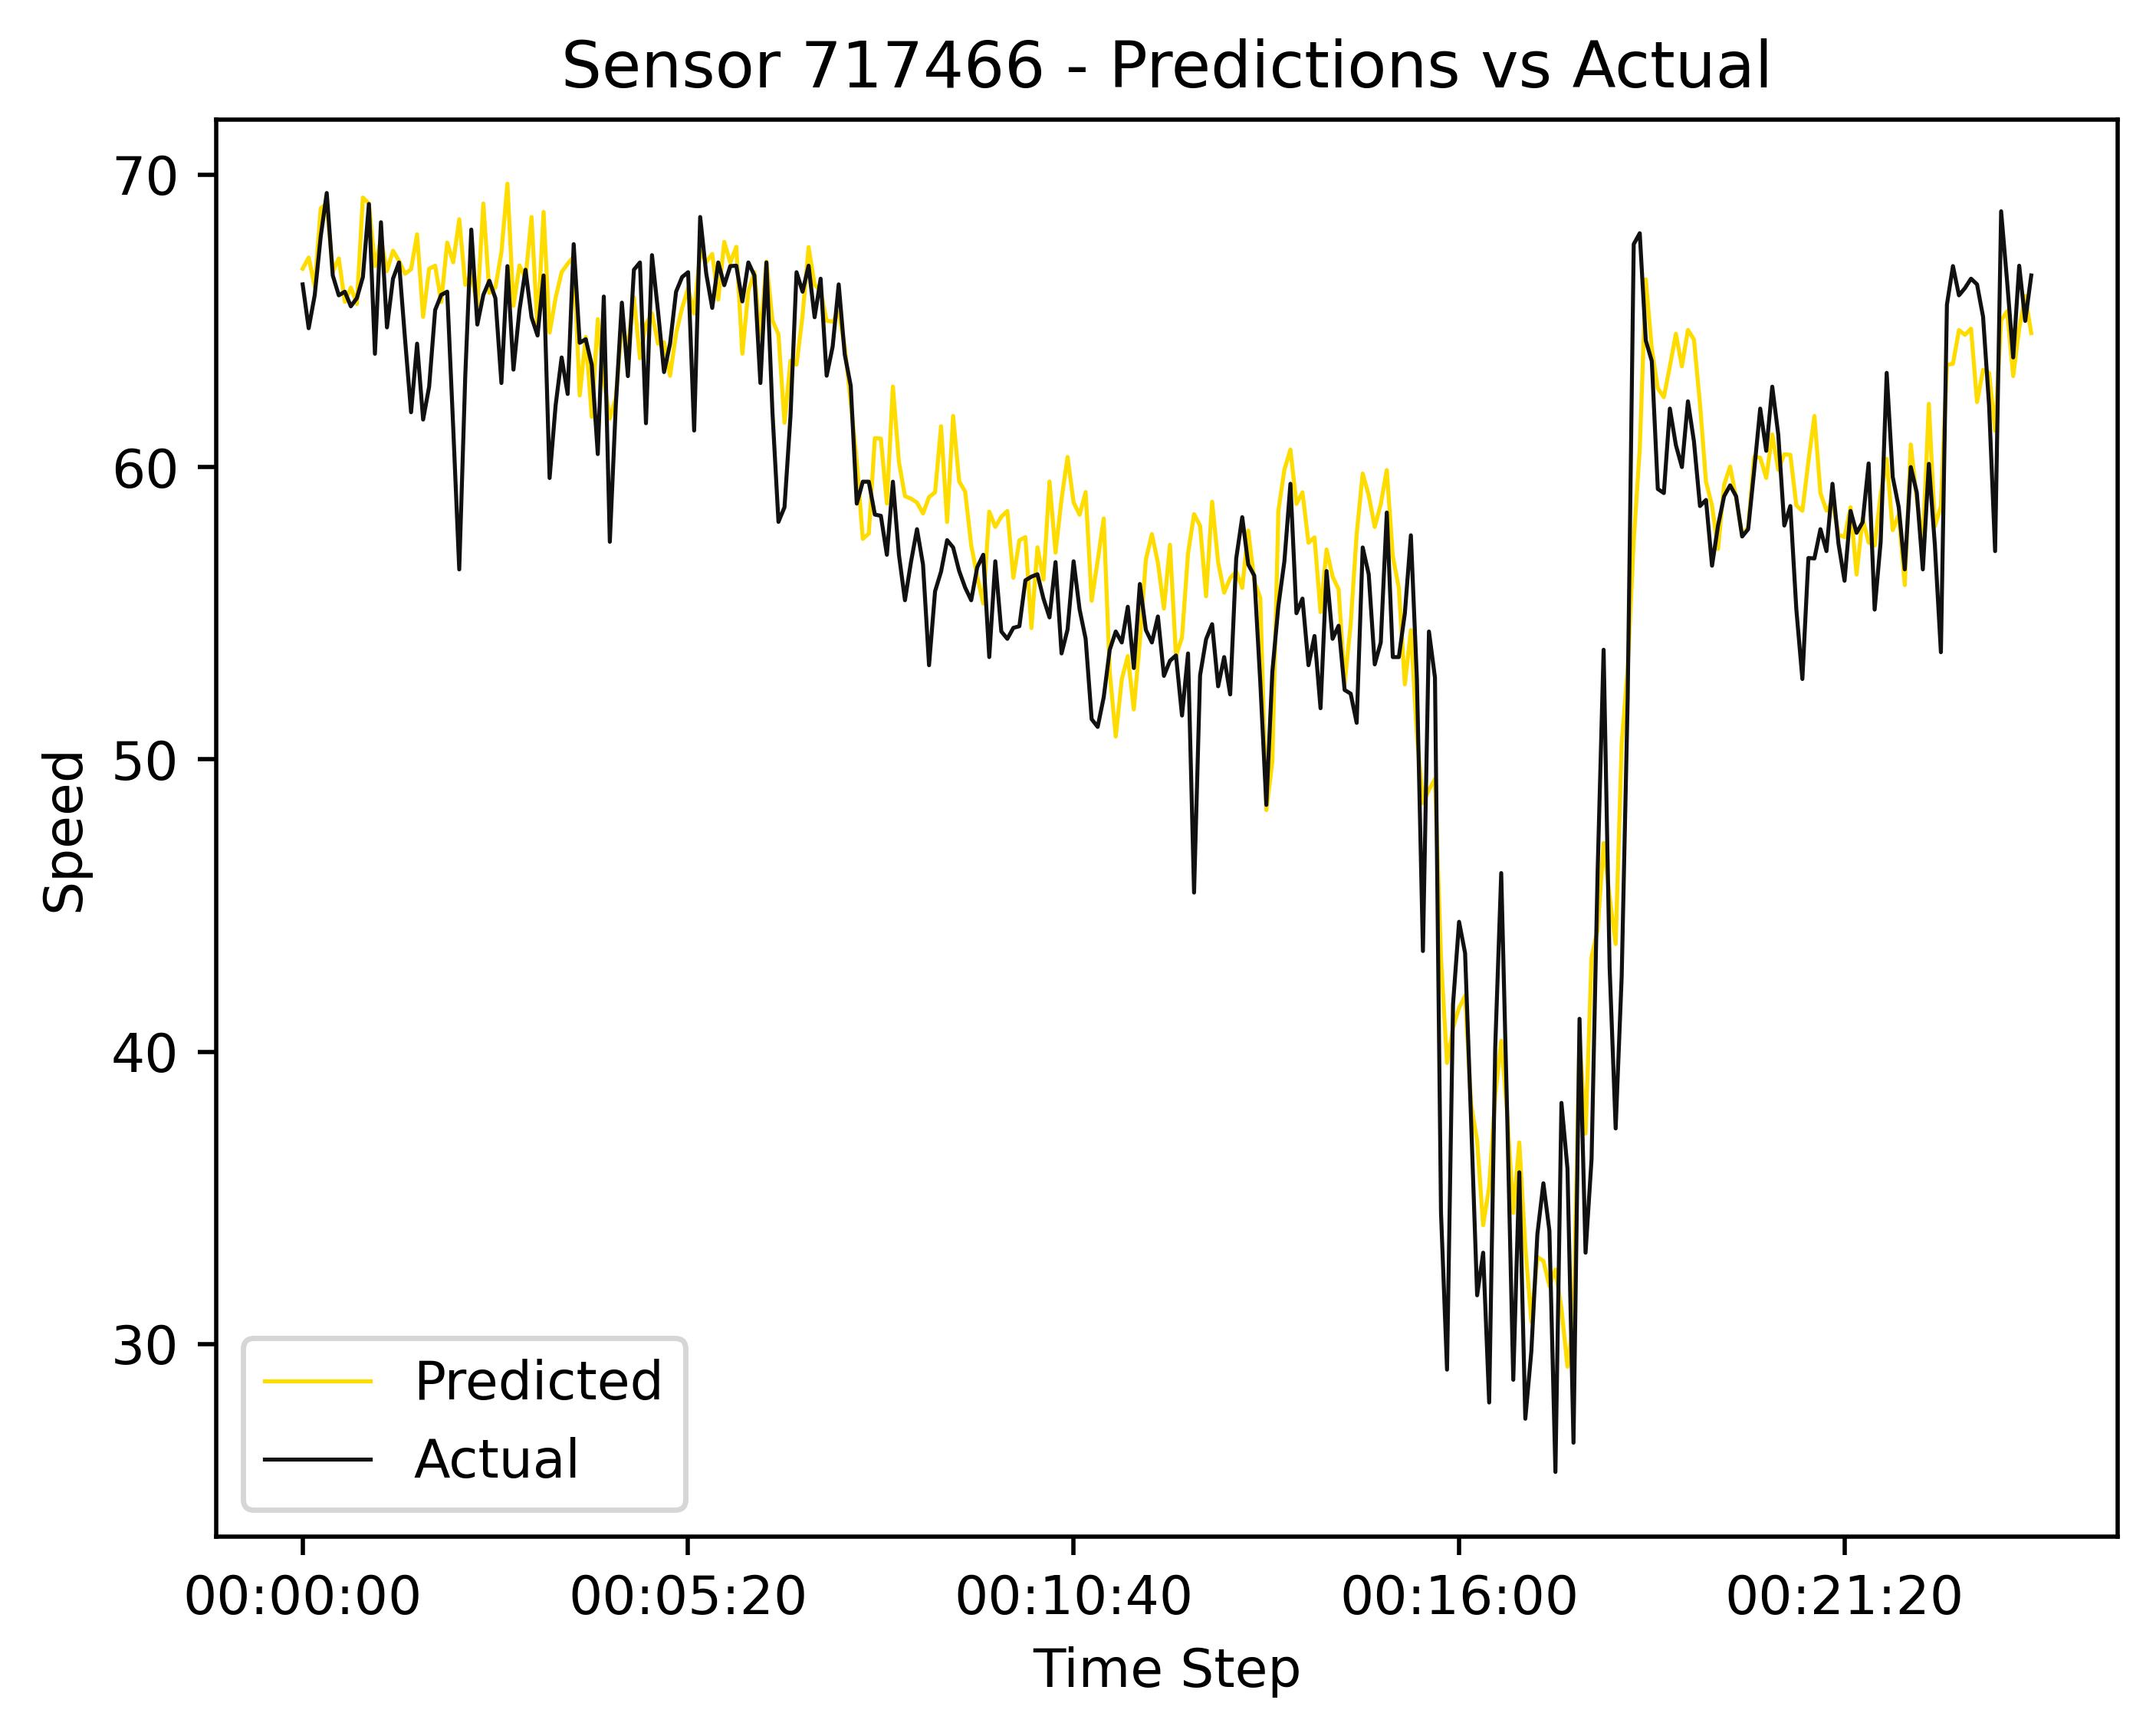 Sensor 717466 - Predictions vs Actual
70
60
50
40
30
Speed
Predicted
Actual
00:00:00 00:05:20 00:10:40 00:16:00 00:21:20
Time Step